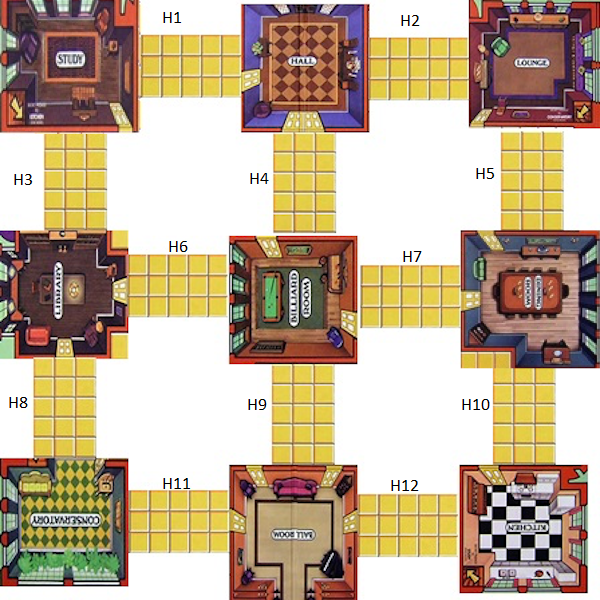 H1
H2
STUDY
HALL
LOUNGE
H3
H4
H5
H6
H7
LIBRARY
BILLIARD
ROOM
DINING
ROOM
H8
H9
H10
H11
H12
CONSERVATORY
BALL ROOM
KITCHEN